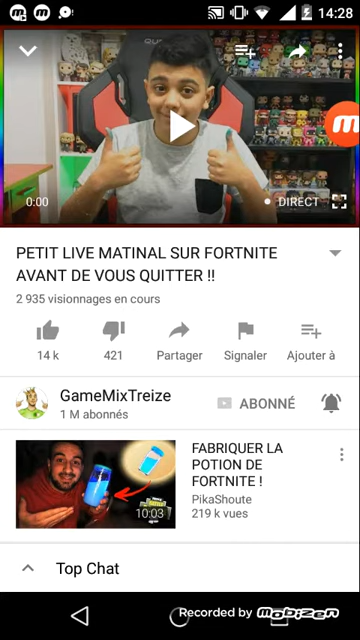 14:28
0:00
DIRECT
PETIT LIVE MATINAL SUR FORTNITE
AVANT DE VOUS QUITTER !!
2 935 visionnages en cours
14 k
421
Partager
Signaler
Ajouter à
GameMixTreize
1 M abonnés
ABONNÉ
FABRIQUER LA
POTION DE
FORTNITE !
PikaShoute
219 k vues
10:03
Top Chat
Recorded by mobizen